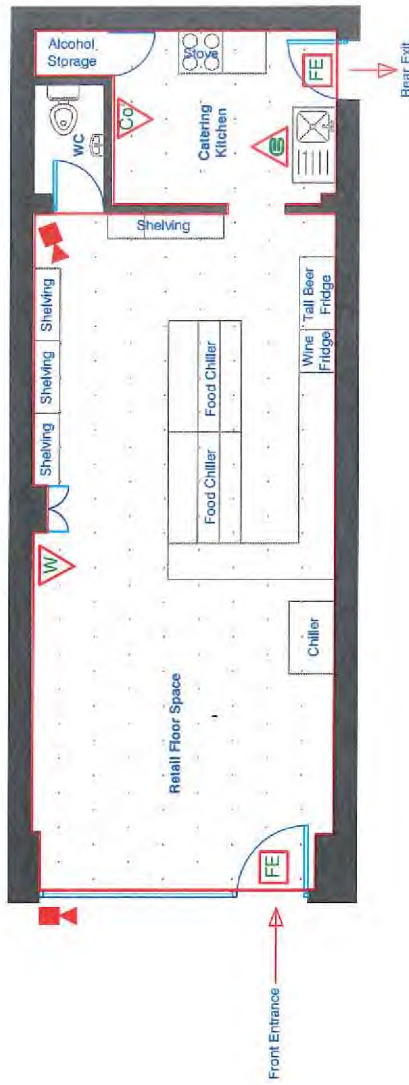 Alcohol
Storage
Stove
FE
Rear Exit
WC
Co
Catering
Kitchen
Shelving
Shelving
Shelving
Shelving
Tall Beer
Fridge
Wine
Fridge
Food Chiller
Food Chiller
W
Chiller
Retail Floor Space
FE
Front Entrance